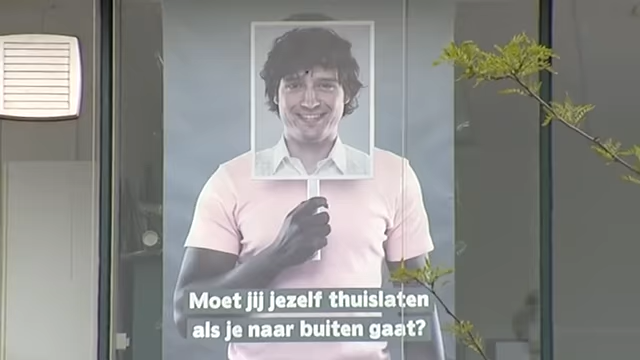 Moet jij jezelf thuislaten
als je naar buiten gaat?